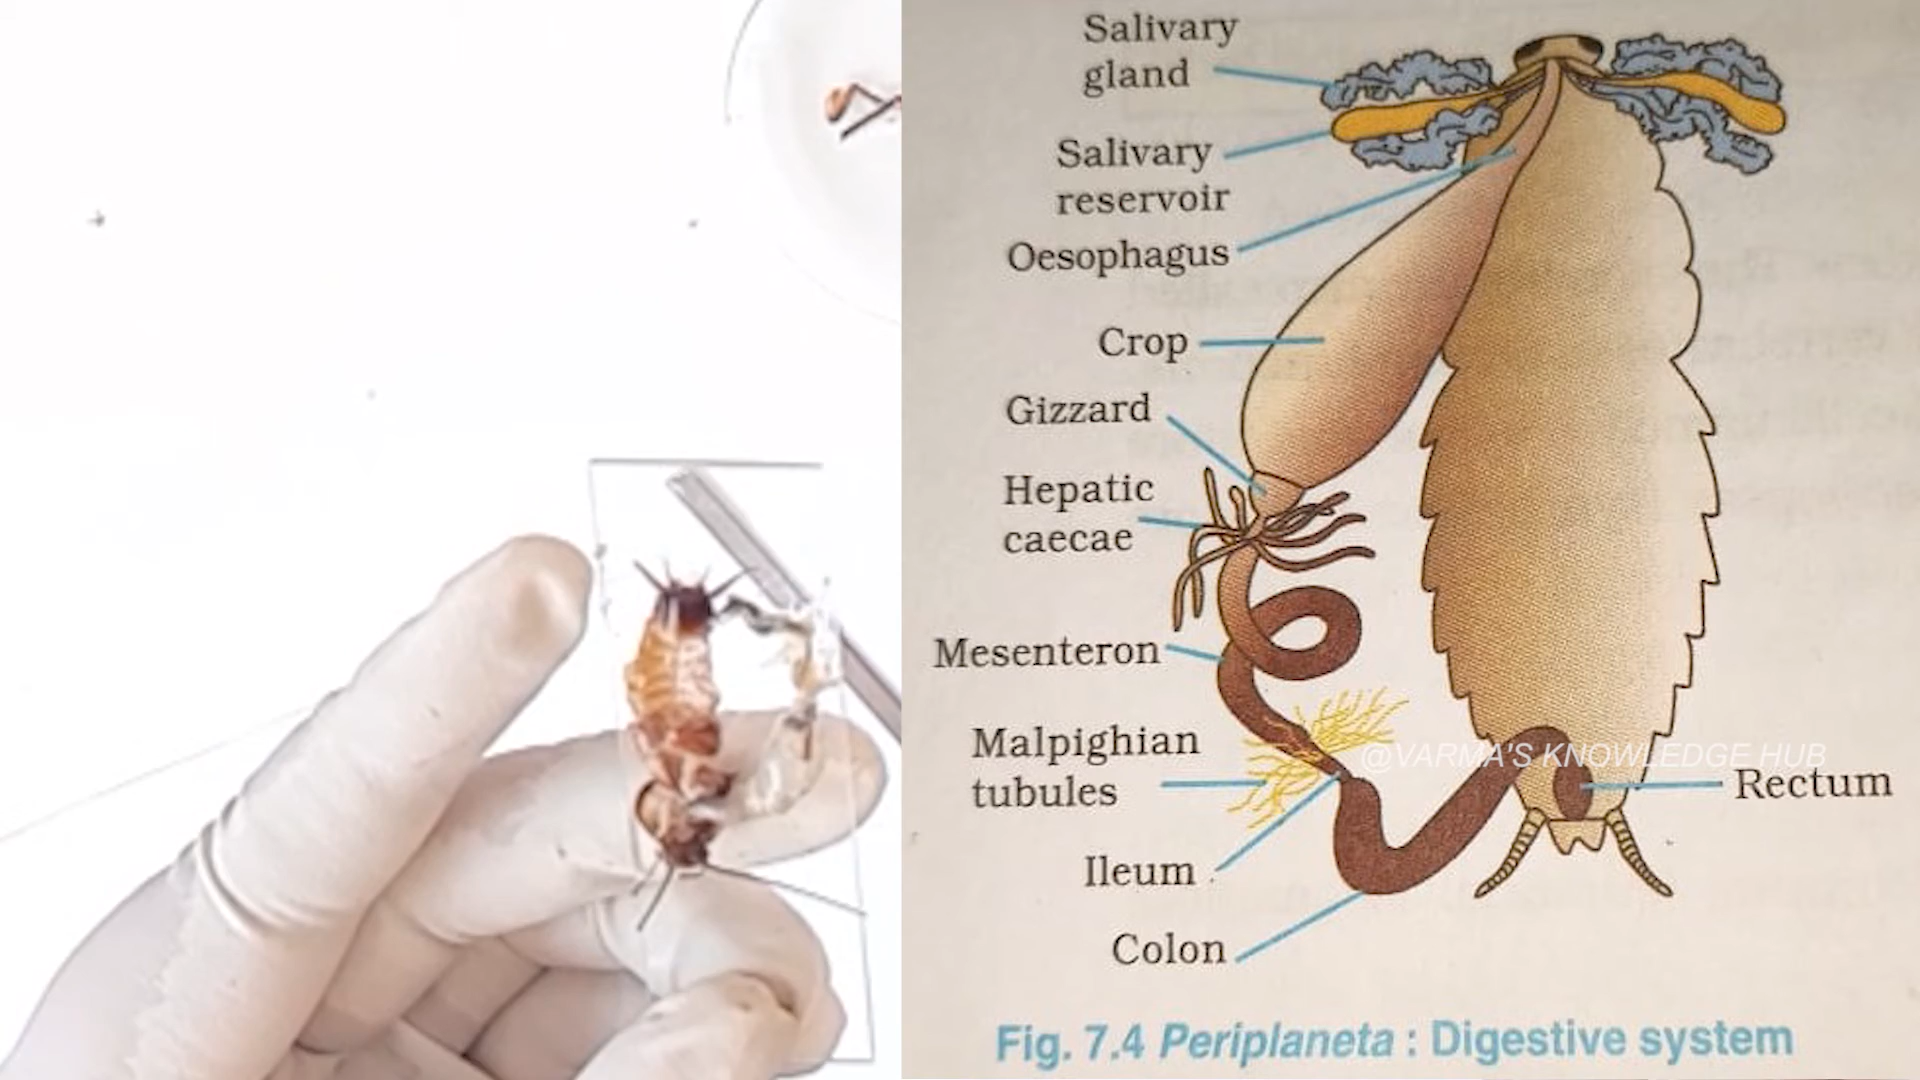 Salivary
gland
Salivary
reservoir
Oesophagus
Crop
Gizzard
Hepatic
caecae
Mesenteron
Malpighian
tubules
@VARMA'S KNOWLEDGE HUB
Rectum
Ileum
Colon
Fig. 7.4 Periplaneta : Digestive system